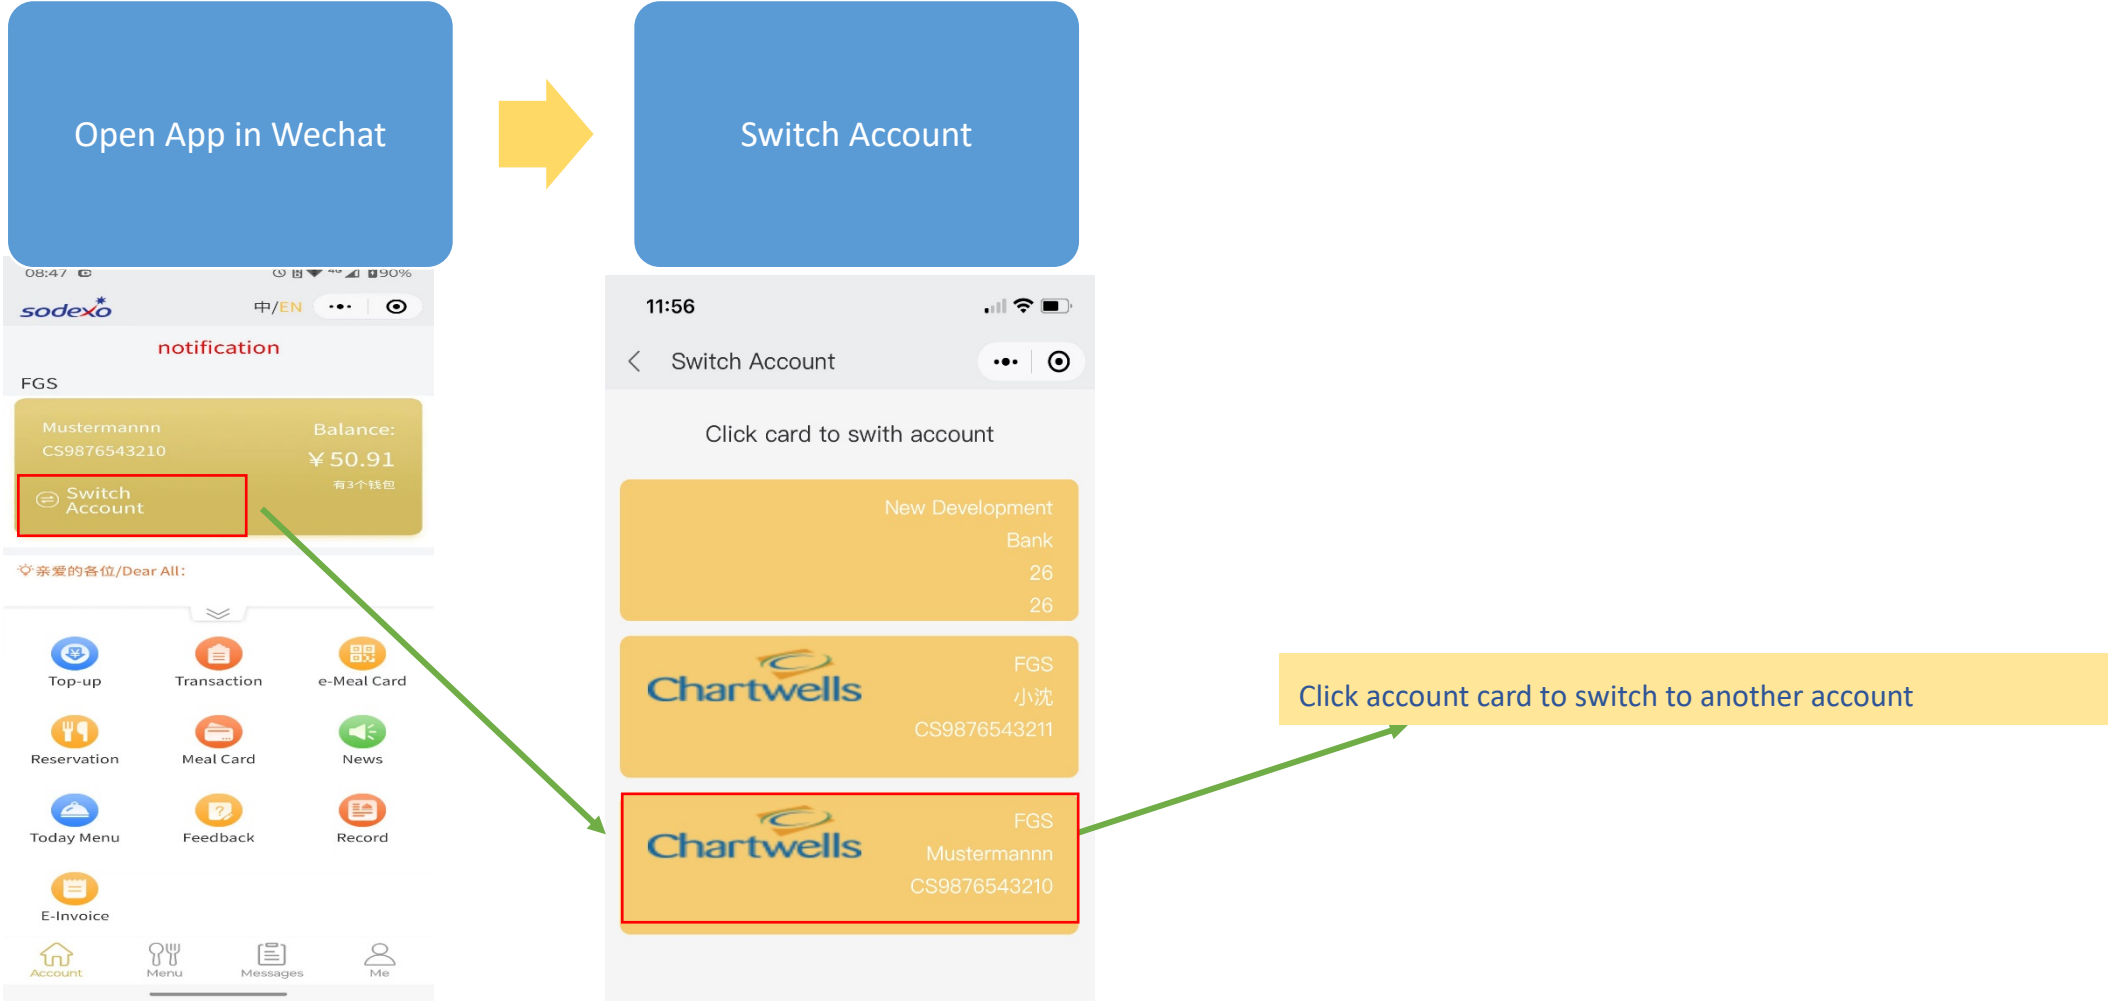 Open App in Wechat
Switch Account
08:47
4G 90%
sodexo
中/EN
notification
FGS
Mustermannn
Balance:
CS9876543210
¥ 50.91
有3个钱包
Switch
Account
亲爱的各位/Dear All:
Top-up
Transaction
e-Meal Card
Reservation
Meal Card
News
Today Menu
Feedback
Record
E-Invoice
Account
Menu
Messages
Me
11:56
Switch Account
Click card to swith account
New Development
Bank
26
26
Chartwells
FGS
小沈
CS9876543211
Chartwells
FGS
Mustermannn
CS9876543210
Click account card to switch to another account